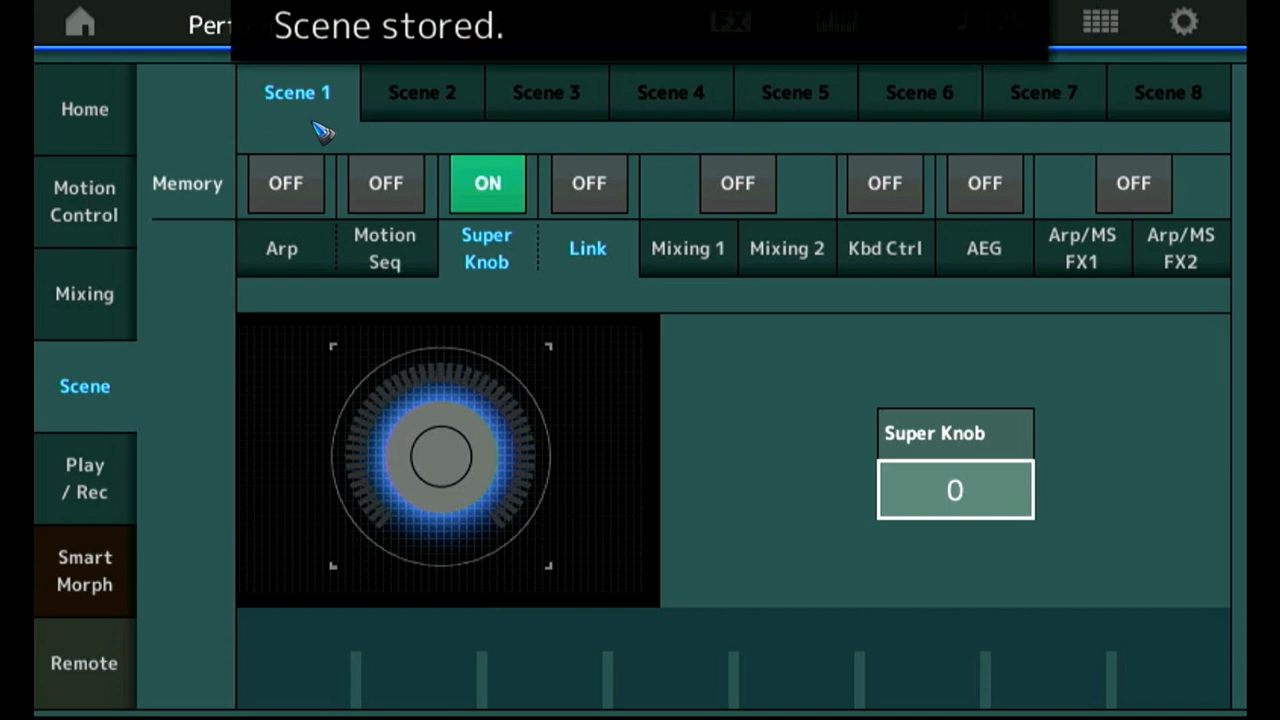 Per
Scene stored.
FX
Home
Motion
Control
Mixing
Scene
Play
/ Rec
Smart
Morph
Remote
Scene 1
Scene 2
Scene 3
Scene 4
Scene 5
Scene 6
Scene 7
Scene 8
Memory
OFF
OFF
ON
OFF
OFF
OFF
OFF
OFF
Arp
Motion
Seq
Super
Knob
Link
Mixing 1
Mixing 2
Kbd Ctrl
AEG
Arp/MS
FX1
Arp/MS
FX2
Super Knob
0